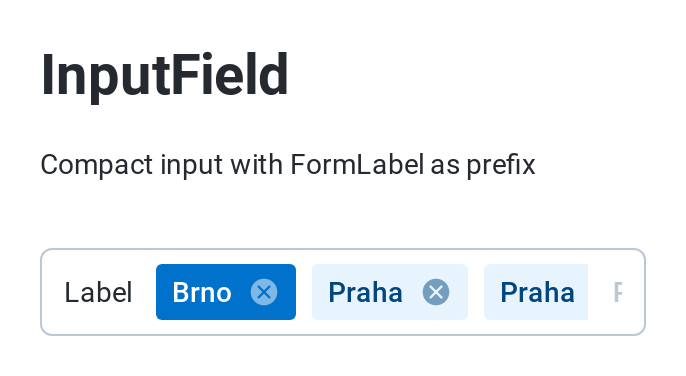 InputField
Compact input with FormLabel as prefix
Label Brno Praha Praha